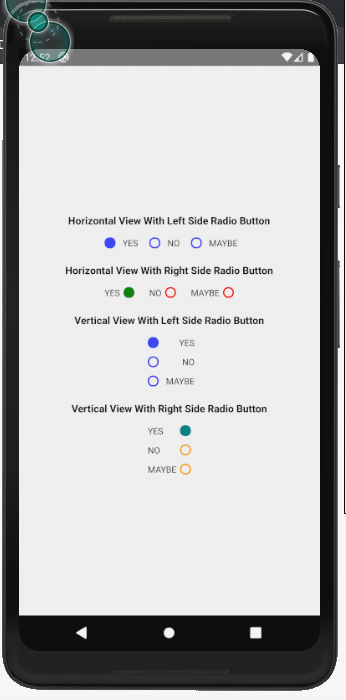 12:52
Horizontal View With Left Side Radio Button
YES NO MAYBE
Horizontal View With Right Side Radio Button
YES NO MAYBE
Vertical View With Left Side Radio Button
YES
NO
MAYBE
Vertical View With Right Side Radio Button
YES
NO
MAYBE